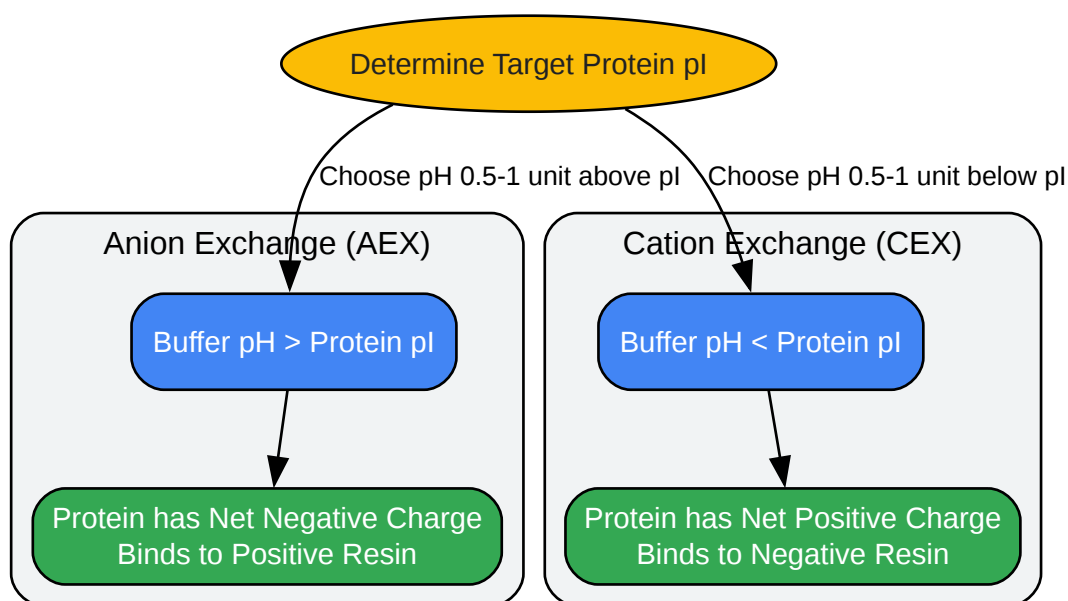 Determine Target Protein pI
Choose pH 0.5-1 unit above pI
Choose pH 0.5-1 unit below pI
Anion Exchange (AEX)
Buffer pH > Protein pI
Protein has Net Negative Charge
Binds to Positive Resin
Cation Exchange (CEX)
Buffer pH < Protein pI
Protein has Net Positive Charge
Binds to Negative Resin